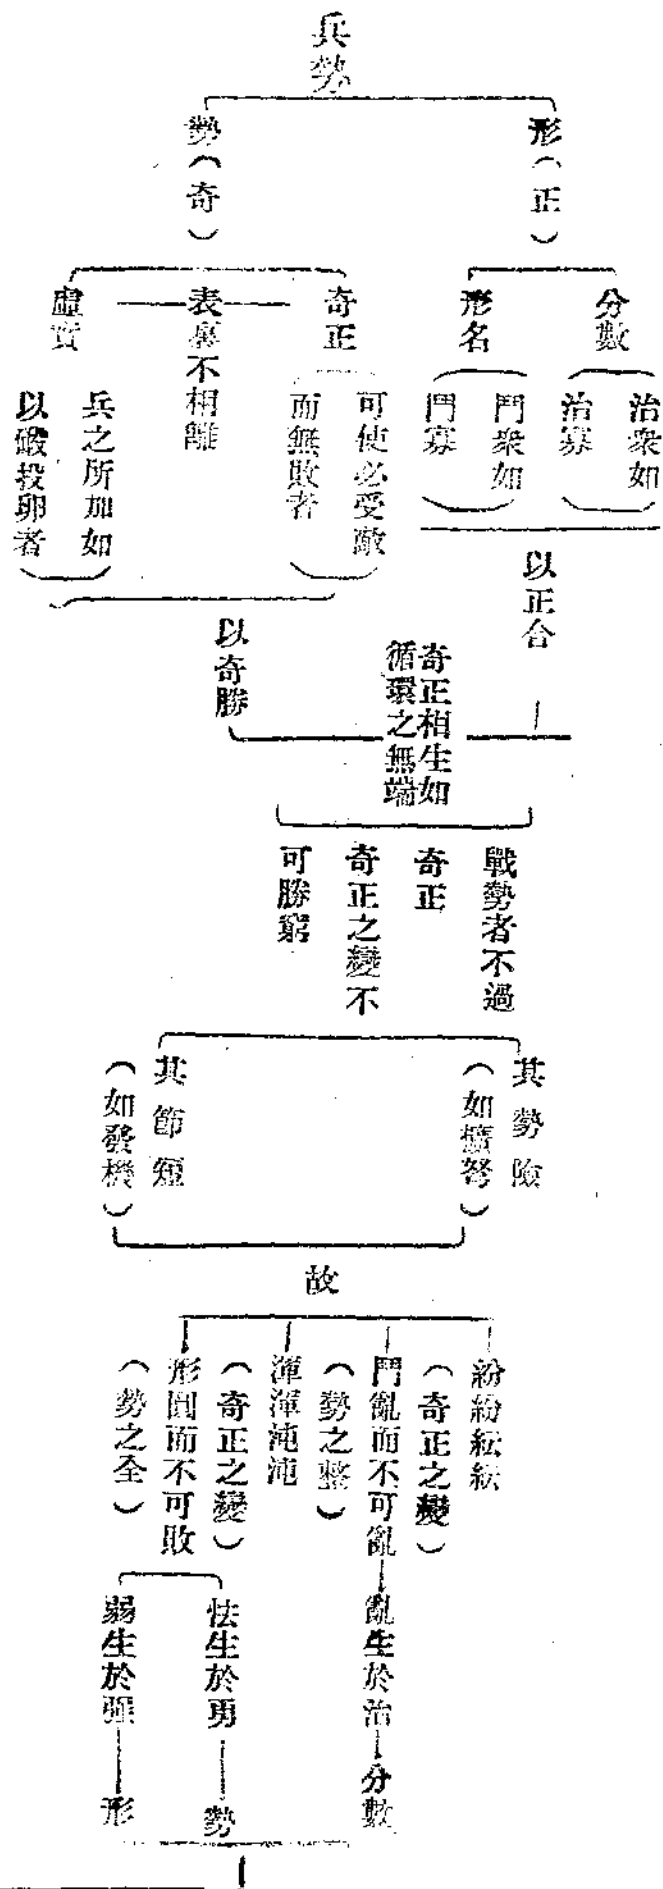 兵勢
形（正）
勢（奇）
分數
治衆如
治寡
形名
鬥衆如
鬥寡
奇正
可使必受敵
而無敗者
表裏不相離
虛實
兵之所加如
以碬投卵者
以正合
以奇勝
奇正相生如
循環之無端
戰勢者不過
奇正
奇正之變不
可勝窮
其勢險
（如彍弩）
其節短
（如發機）
故
紛紛紜紜
（奇正之變）
鬥亂而不可亂
（勢之整）
渾渾沌沌
（奇正之變）
形圓而不可敗
（勢之全）
亂生於治
分數
怯生於勇
勢
弱生於彊
形